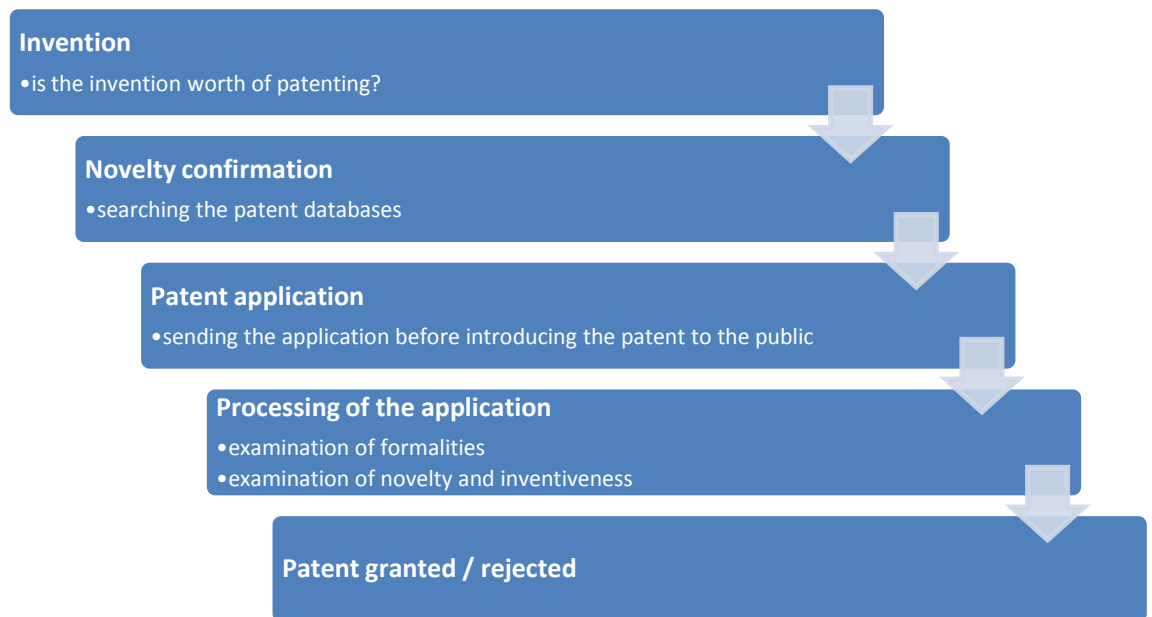 Invention
•is the invention worth of patenting?
Novelty confirmation
•searching the patent databases
Patent application
•sending the application before introducing the patent to the public
Processing of the application
•examination of formalities
•examination of novelty and inventiveness
Patent granted / rejected